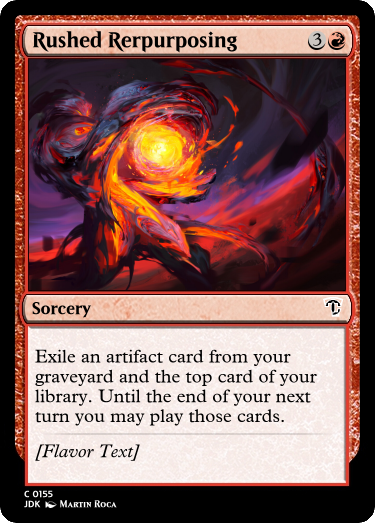 Rushed Rerpurposing 3
Sorcery
Exile an artifact card from your
graveyard and the top card of your
library. Until the end of your next
turn you may play those cards.
[Flavor Text]
C 0155
JDK Martin Roca